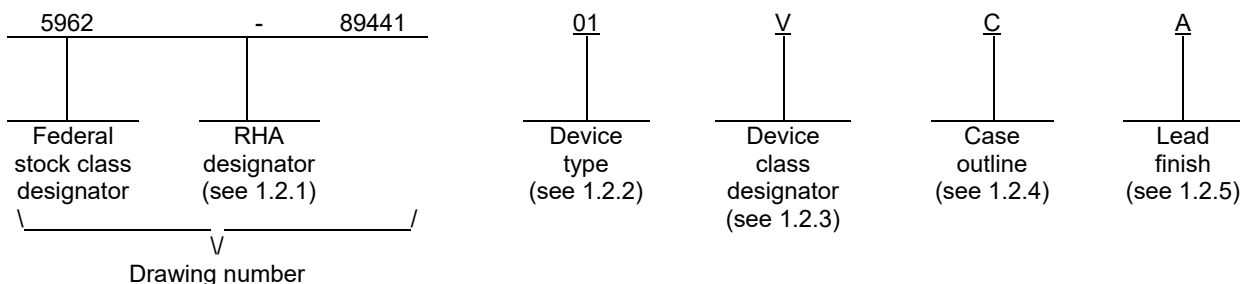 5962 - 89441 01 V C A
Federal stock class designator
RHA designator (see 1.2.1)
Device type (see 1.2.2)
Device class designator (see 1.2.3)
Case outline (see 1.2.4)
Lead finish (see 1.2.5)
Drawing number